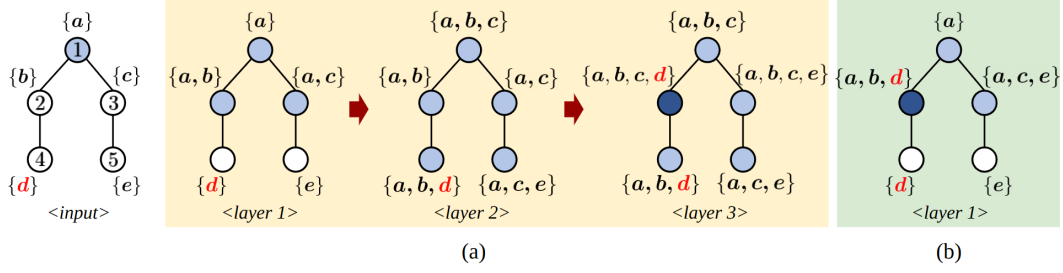 {a}
1
{b}
{c}
2
3
4
5
{d}
{e}
<input>
{a}
{a, b}
{a, c}
{d}
{e}
<layer 1>
{a, b, c}
{a, b}
{a, c}
{a, b, d}
{a, c, e}
<layer 2>
{a, b, c}
{a, b, c, d}
{a, b, c, e}
{a, b, d}
{a, c, e}
<layer 3>
(a)
{a}
{a, b, d}
{a, c, e}
{d}
{e}
<layer 1>
(b)